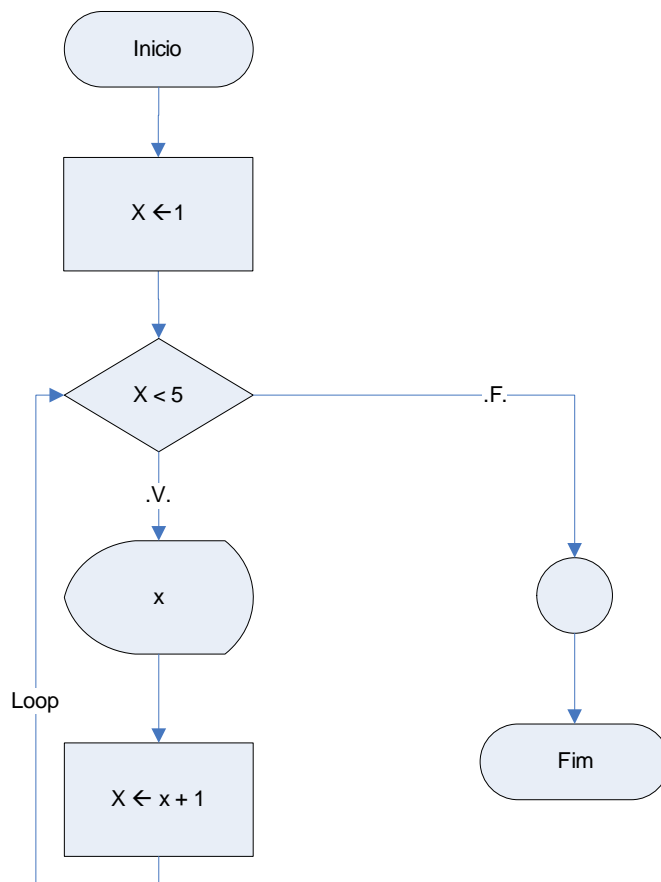 Inicio
X ← 1
X < 5
.F.
.V.
x
Loop
X ← x + 1
Fim